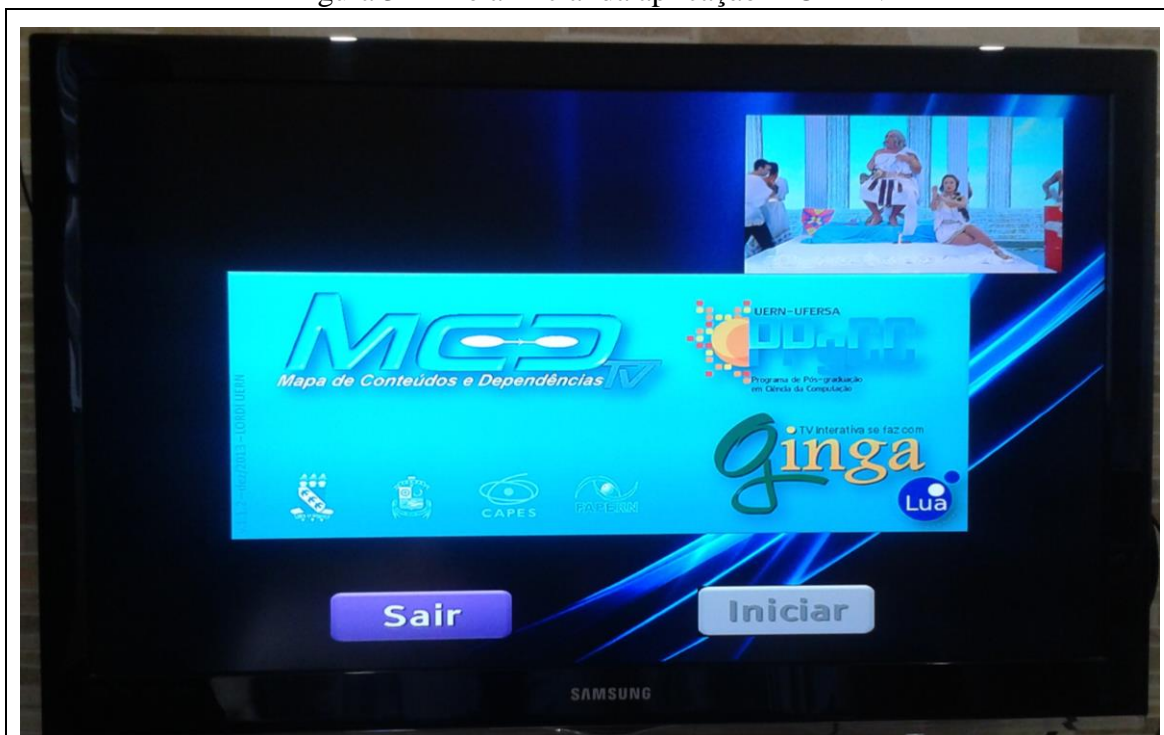 MCD TV
Mapa de Conteúdos e Dependências
UERN-UFERSA
PPgCC
Programa de Pós-graduação
em Ciência da Computação
TV Interativa se faz com
Ginga
Lua
CAPES
FAPERN
Sair
Iniciar
SAMSUNG